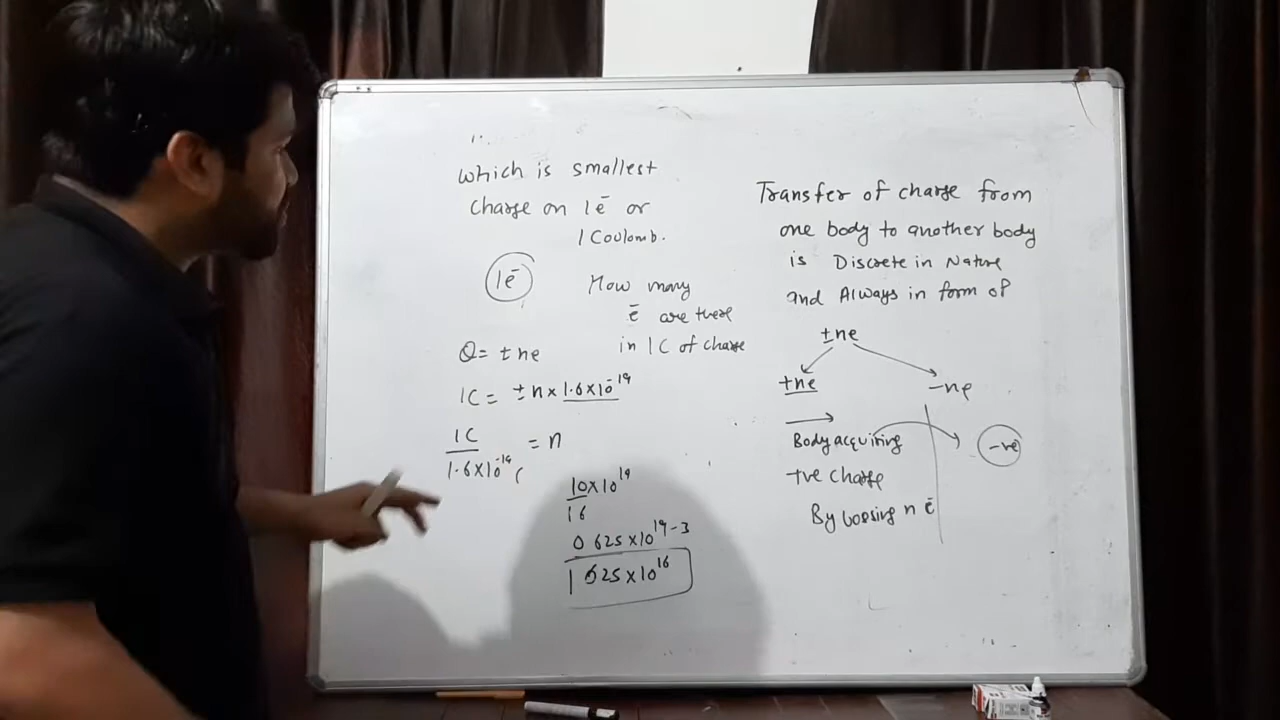 which is smallest
charge on 1ē or
1 Coulomb.
1ē
How many
ē are there
in 1C of charge
Q= ± ne
1C = ±n × 1.6×10⁻¹⁹
1C / 1.6×10⁻¹⁹ C = n
10/16 ×10¹⁹
0 625 ×10¹⁹⁻³
625×10¹⁶
Transfer of charge from
one body to another body
is Discrete in Nature
and Always in form of
±ne
+ne
-ne
Body acquiring
-ve
+ve charge
By loosing n ē